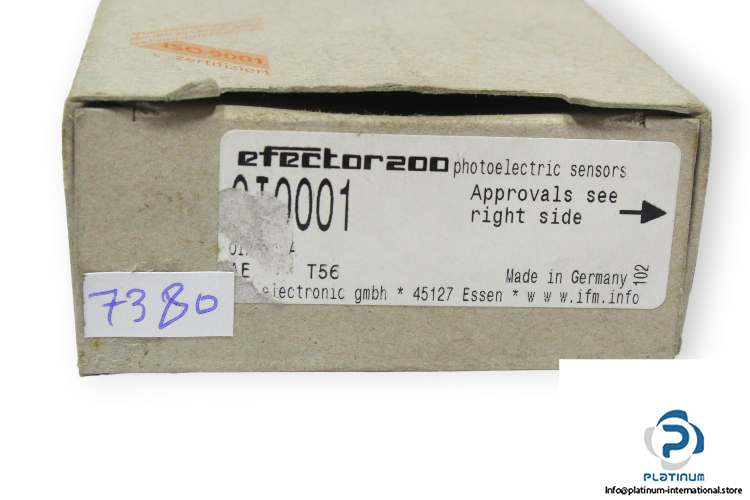 ISO 9001
zertifiziert
efector200 photoelectric sensors
Approvals see
right side
T56
Made in Germany
102
electronic gmbh * 45127 Essen * w w w.ifm.info
7380
PLATINUM
Info@platinum-international.store